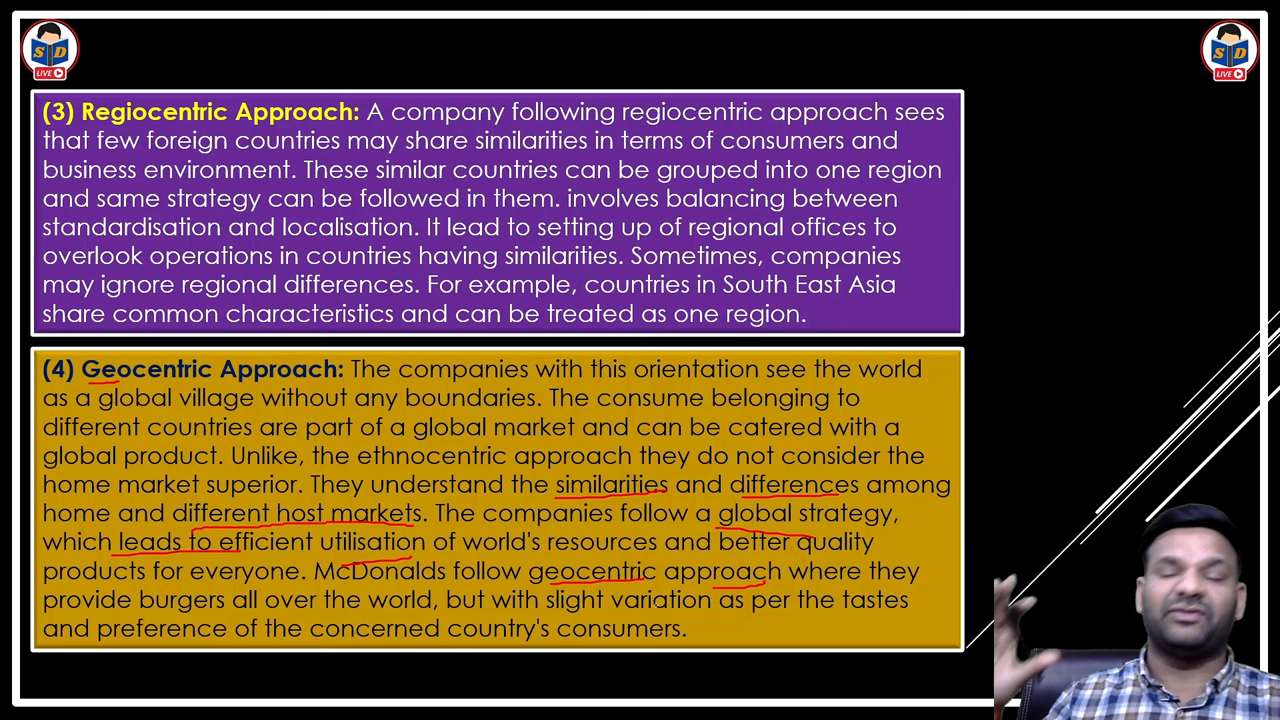 S D
LIVE
S D
LIVE
(3) Regiocentric Approach: A company following regiocentric approach sees
that few foreign countries may share similarities in terms of consumers and
business environment. These similar countries can be grouped into one region
and same strategy can be followed in them. involves balancing between
standardisation and localisation. It lead to setting up of regional offices to
overlook operations in countries having similarities. Sometimes, companies
may ignore regional differences. For example, countries in South East Asia
share common characteristics and can be treated as one region.
(4) Geocentric Approach: The companies with this orientation see the world
as a global village without any boundaries. The consume belonging to
different countries are part of a global market and can be catered with a
global product. Unlike, the ethnocentric approach they do not consider the
home market superior. They understand the similarities and differences among
home and different host markets. The companies follow a global strategy,
which leads to efficient utilisation of world's resources and better quality
products for everyone. McDonalds follow geocentric approach where they
provide burgers all over the world, but with slight variation as per the tastes
and preference of the concerned country's consumers.